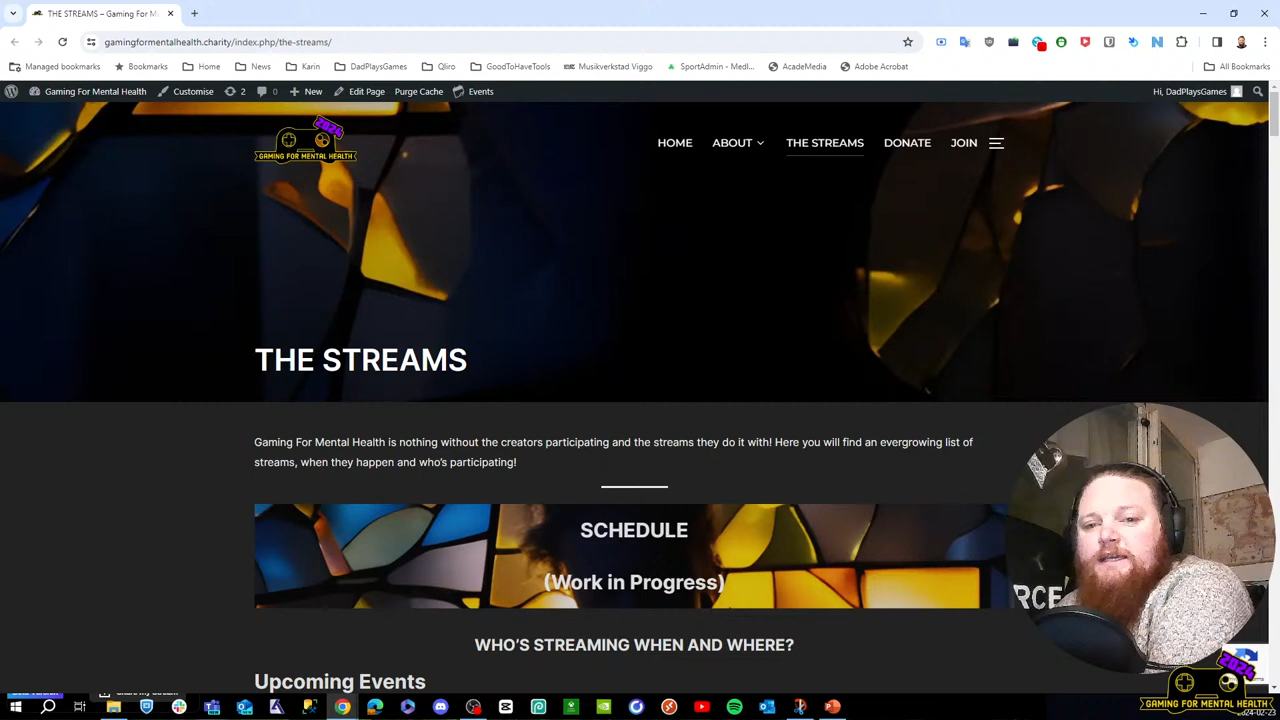 THE STREAMS – Gaming For M
gamingformentalhealth.charity/index.php/the-streams/
Managed bookmarks
Bookmarks
Home
News
Karin
DadPlaysGames
Qliro
GoodToHaveTools
Musikverkstad Viggo
SportAdmin - Medl...
AcadeMedia
Adobe Acrobat
All Bookmarks
Gaming For Mental Health
Customise
2
0
New
Edit Page
Purge Cache
Events
Hi, DadPlaysGames
2024
GAMING FOR MENTAL HEALTH
HOME
ABOUT
THE STREAMS
DONATE
JOIN
THE STREAMS
Gaming For Mental Health is nothing without the creators participating and the streams they do it with! Here you will find an evergrowing list of
streams, when they happen and who's participating!
SCHEDULE
(Work in Progress)
WHO'S STREAMING WHEN AND WHERE?
Upcoming Events
2024
GAMING FOR MENTAL HEALTH
2024-02-23